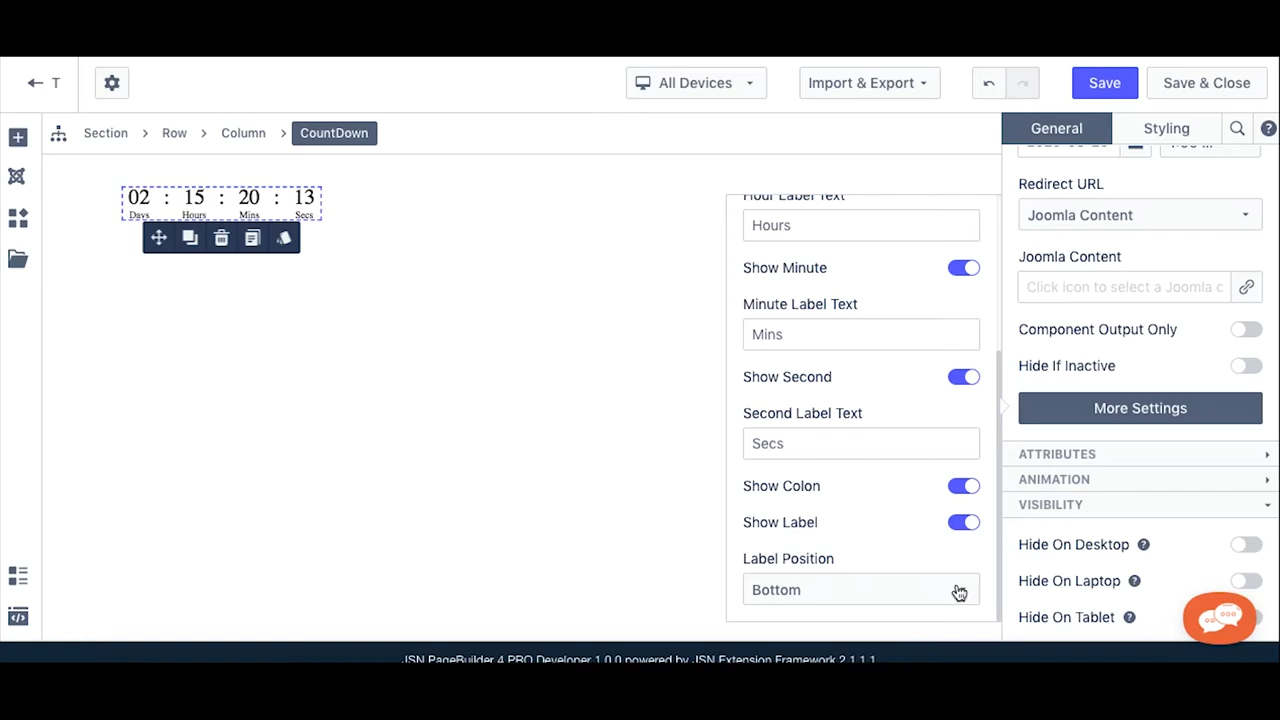 T
All Devices
Import & Export
Save
Save & Close
Section
Row
Column
CountDown
General
Styling
02 : 15 : 20 : 13
Days Hours Mins Secs
Hour Label Text
Hours
Show Minute
Minute Label Text
Mins
Show Second
Second Label Text
Secs
Show Colon
Show Label
Label Position
Bottom
Redirect URL
Joomla Content
Joomla Content
Click icon to select a Joomla c
Component Output Only
Hide If Inactive
More Settings
ATTRIBUTES
ANIMATION
VISIBILITY
Hide On Desktop
Hide On Laptop
Hide On Tablet
JSN PageBuilder 4 PRO Developer 1.0.0 powered by JSN Extension Framework 2.1.1.1